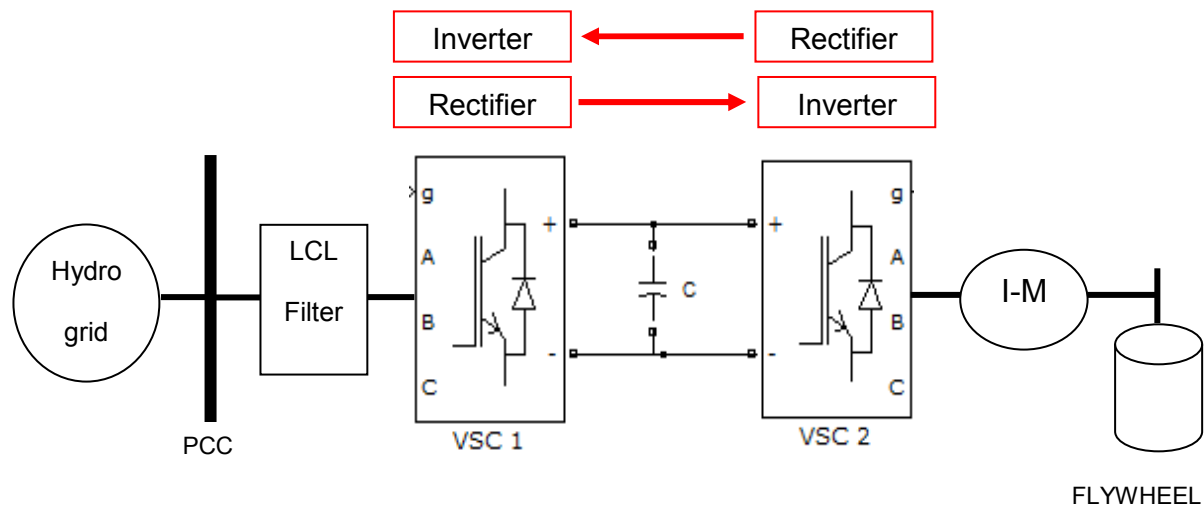 Inverter
Rectifier
Rectifier
Inverter
Hydro
grid
PCC
LCL
Filter
g
A
B
C
+
-
VSC 1
C
+
-
g
A
B
C
VSC 2
I-M
FLYWHEEL